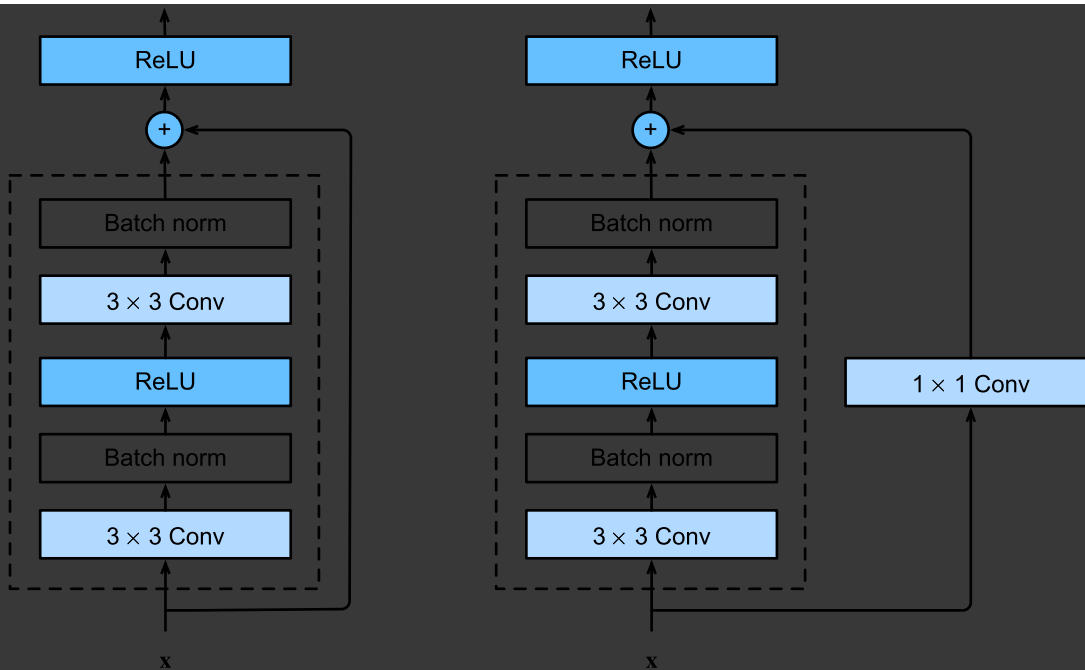 ReLU
+
Batch norm
3 × 3 Conv
ReLU
Batch norm
3 × 3 Conv
x
ReLU
+
Batch norm
3 × 3 Conv
ReLU
1 × 1 Conv
Batch norm
3 × 3 Conv
x